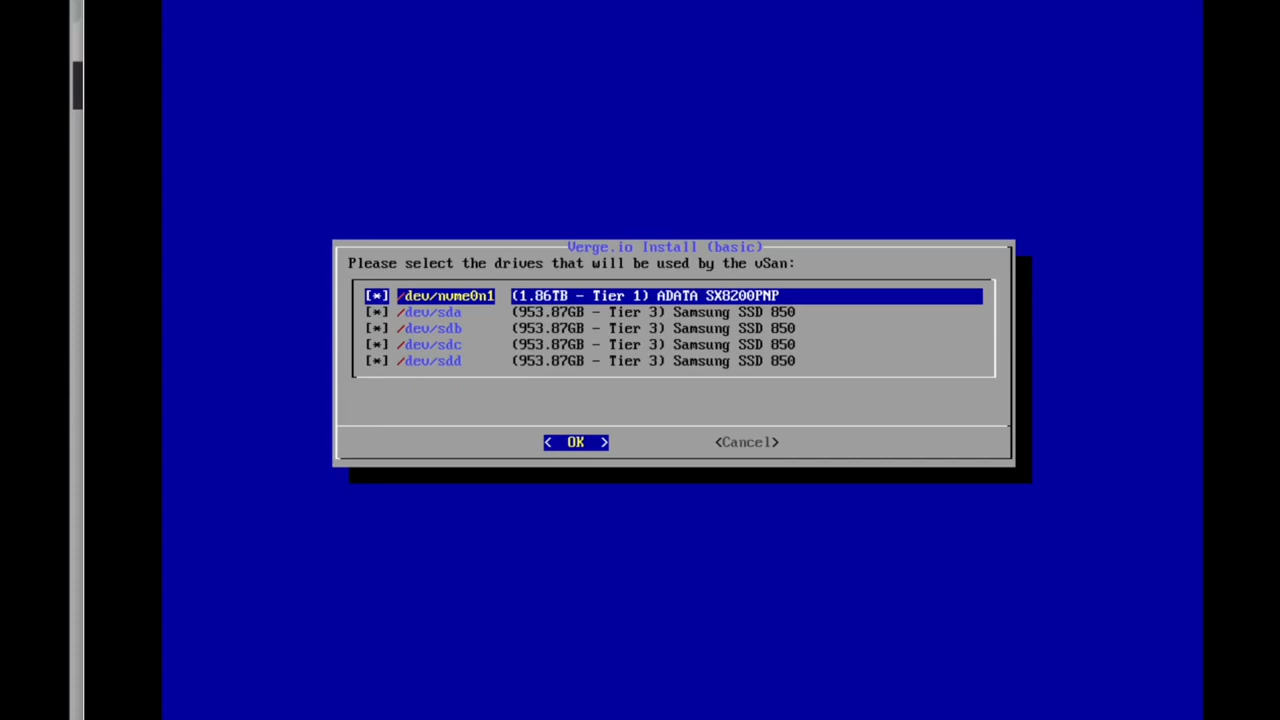 Verge.io Install (basic)
Please select the drives that will be used by the vSan:
[*] /dev/nvme0n1 (1.86TB - Tier 1) ADATA SX8200PNP
[*] /dev/sda (953.87GB - Tier 3) Samsung SSD 850
[*] /dev/sdb (953.87GB - Tier 3) Samsung SSD 850
[*] /dev/sdc (953.87GB - Tier 3) Samsung SSD 850
[*] /dev/sdd (953.87GB - Tier 3) Samsung SSD 850
< OK > <Cancel>